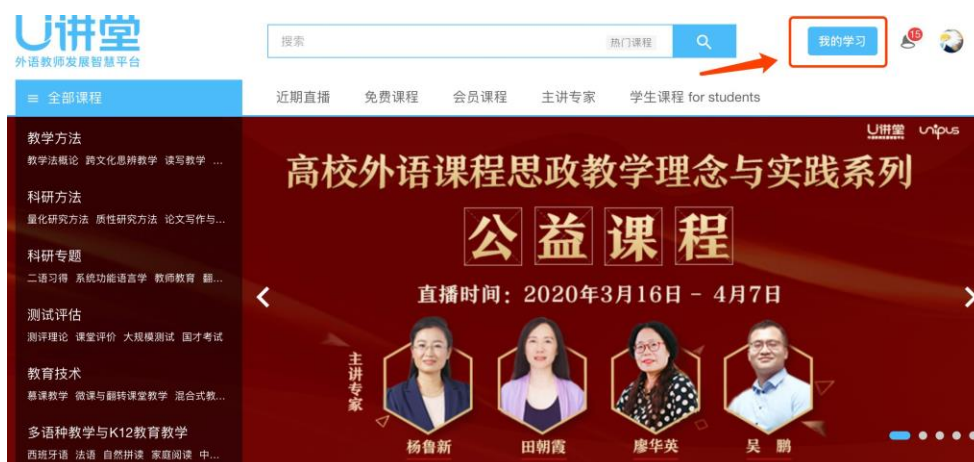 U讲堂
外语教师发展智慧平台
搜索
热门课程
我的学习
15
全部课程
近期直播 免费课程 会员课程 主讲专家 学生课程 for students
教学方法
教学法概论 跨文化思辨教学 读写教学 ...
科研方法
量化研究方法 质性研究方法 论文写作与...
科研专题
二语习得 系统功能语言学 教师教育 翻...
测试评估
测评理论 课堂评价 大规模测试 国才考试
教育技术
慕课教学 微课与翻转课堂教学 混合式教...
多语种教学与K12教育教学
西班牙语 法语 自然拼读 家庭阅读 中...
U讲堂 unipus
高校外语课程思政教学理念与实践系列
公益课程
直播时间：2020年3月16日 - 4月7日
主讲专家
杨鲁新 田朝霞 廖华英 吴 鹏